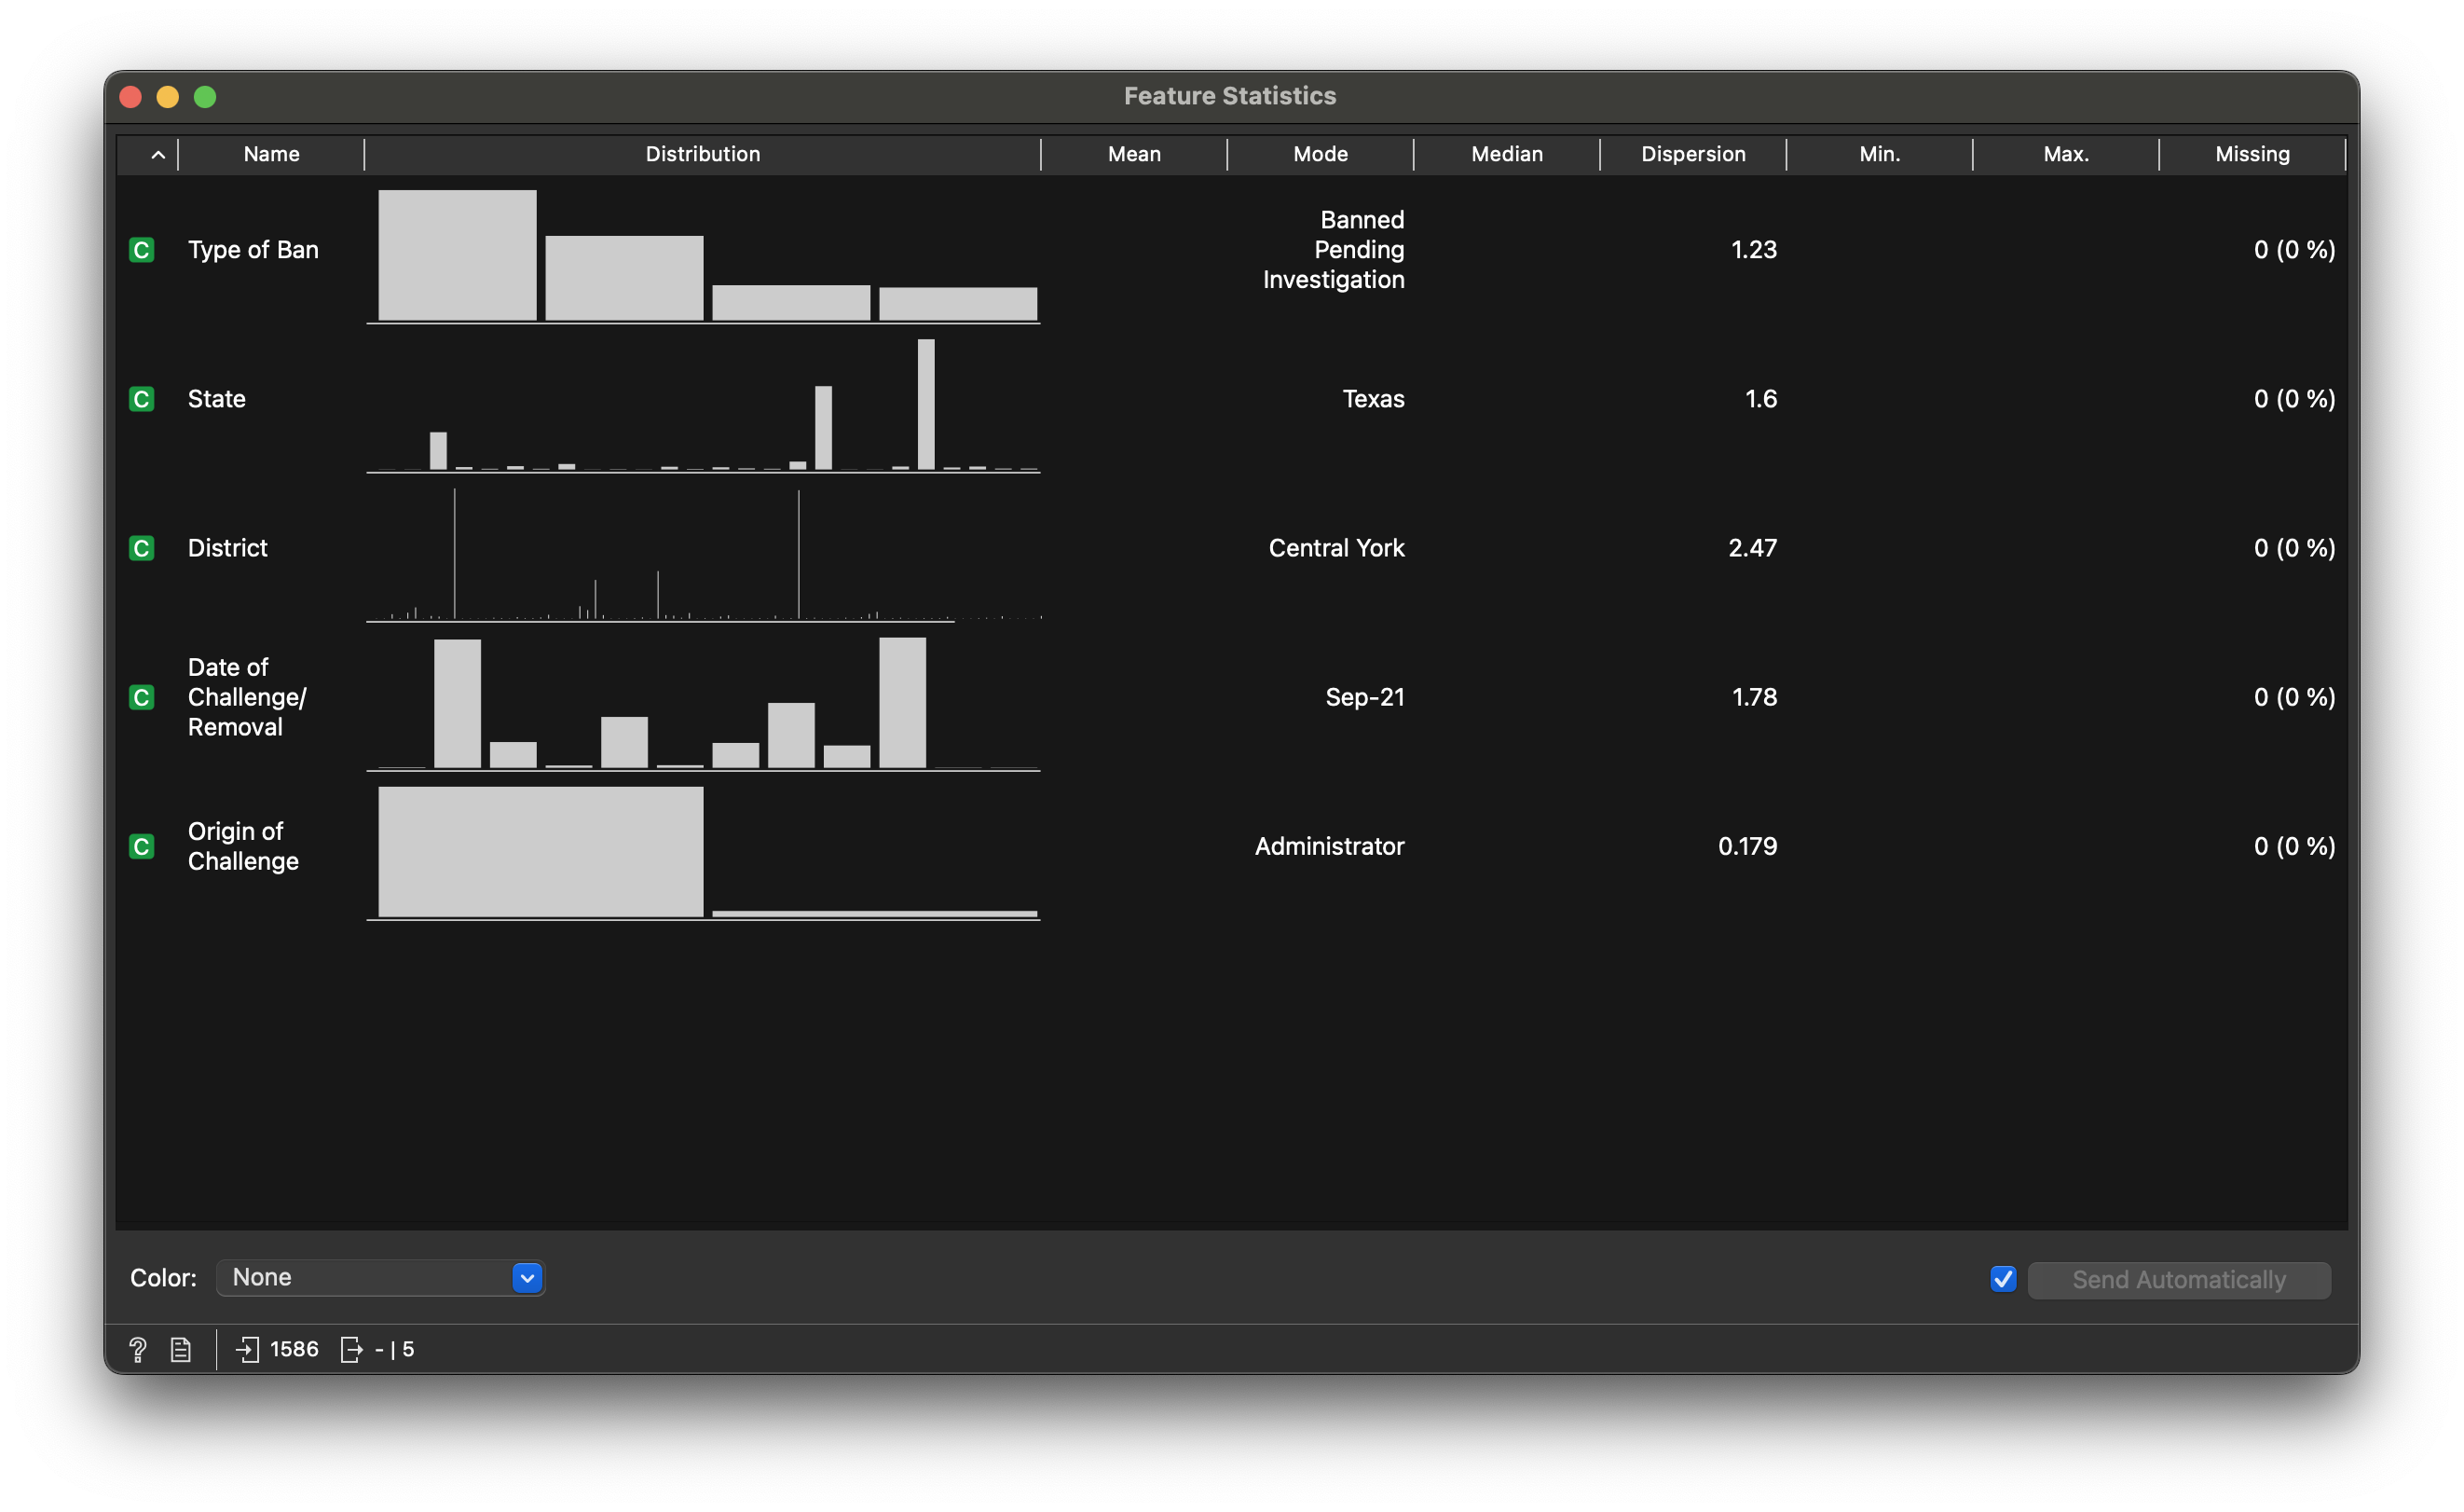 Feature Statistics
Name Distribution Mean Mode Median Dispersion Min. Max. Missing
C Type of Ban Banned Pending Investigation 1.23 0 (0 %)
C State Texas 1.6 0 (0 %)
C District Central York 2.47 0 (0 %)
C Date of Challenge/ Removal Sep-21 1.78 0 (0 %)
C Origin of Challenge Administrator 0.179 0 (0 %)
Color: None Send Automatically
? 1586 - | 5